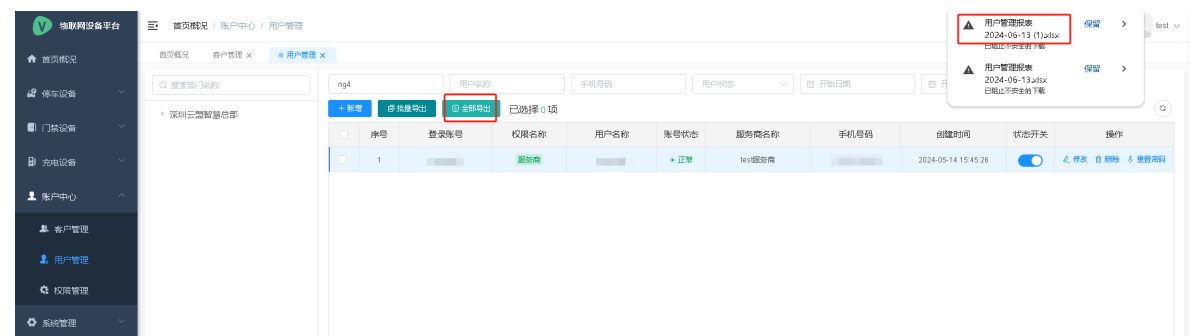 物联网设备平台
首页概况 / 账户中心 / 用户管理
test
首页概况
客户管理 ×
用户管理 ×
用户管理报表
2024-06-13 (1).xlsx
已阻止不安全的下载
保留
用户管理报表
2024-06-13.xlsx
已阻止不安全的下载
保留
首页概况
停车设备
门禁设备
充电设备
账户中心
客户管理
用户管理
权限管理
系统管理
搜索部门名称
深圳云盟智慧总部
ng4
用户名称
手机号码
用户状态
开始日期
+ 新增
批量导出
全部导出
已选择 0 项
序号 登录账号 权限名称 用户名称 账号状态 服务商名称 手机号码 创建时间 状态开关 操作
1 服务商 正常 test服务商 2024-05-14 15:45:26 修改 删除 重置密码